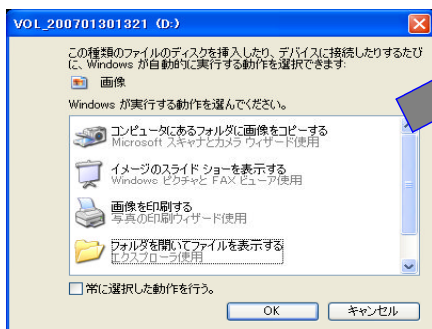 VOL_200701301321 (D:)
この種類のファイルのディスクを挿入したり、デバイスに接続したりするたび
に、Windows が自動的に実行する動作を選択できます:
画像
Windows が実行する動作を選んでください。
コンピュータにあるフォルダに画像をコピーする
Microsoft スキャナとカメラ ウィザード使用
イメージのスライド ショーを表示する
Windows ピクチャと FAX ビューア使用
画像を印刷する
写真の印刷ウィザード使用
フォルダを開いてファイルを表示する
エクスプローラ使用
常に選択した動作を行う。
OK
キャンセル